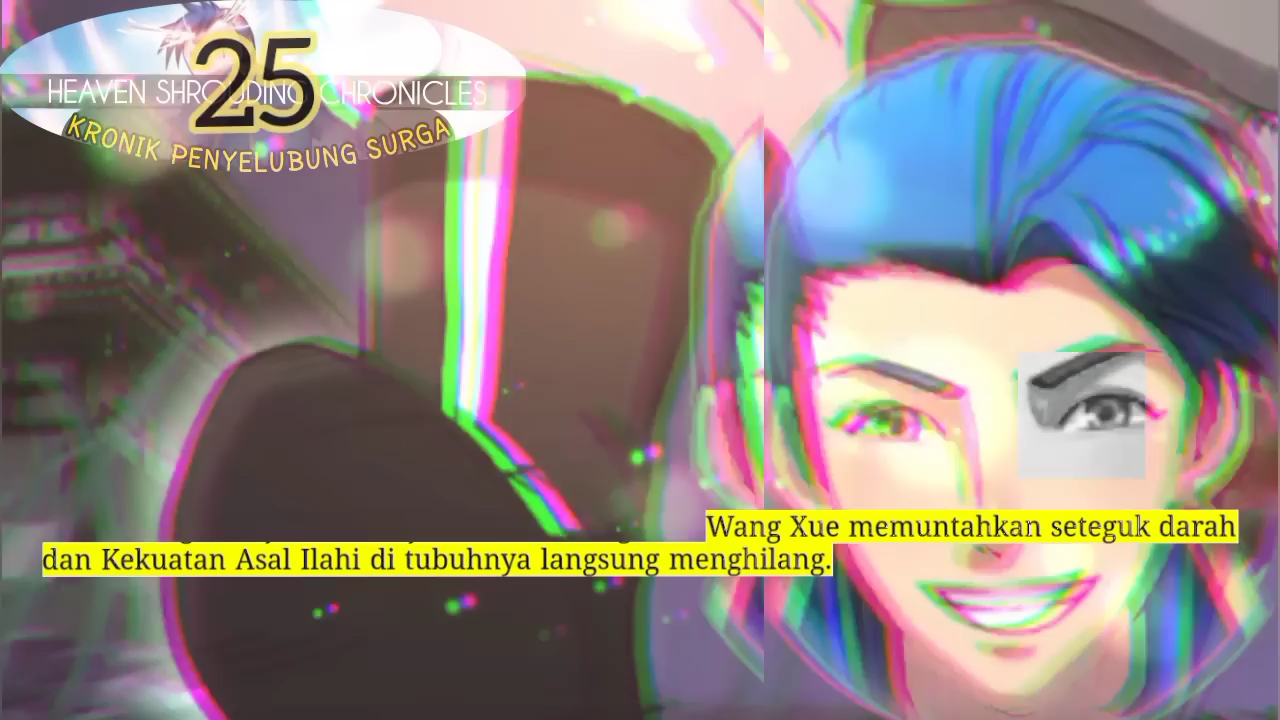 25
HEAVEN SHROUDING CHRONICLES
KRONIK PENYELUBUNG SURGA
Wang Xue memuntahkan seteguk darah
dan Kekuatan Asal Ilahi di tubuhnya langsung menghilang.